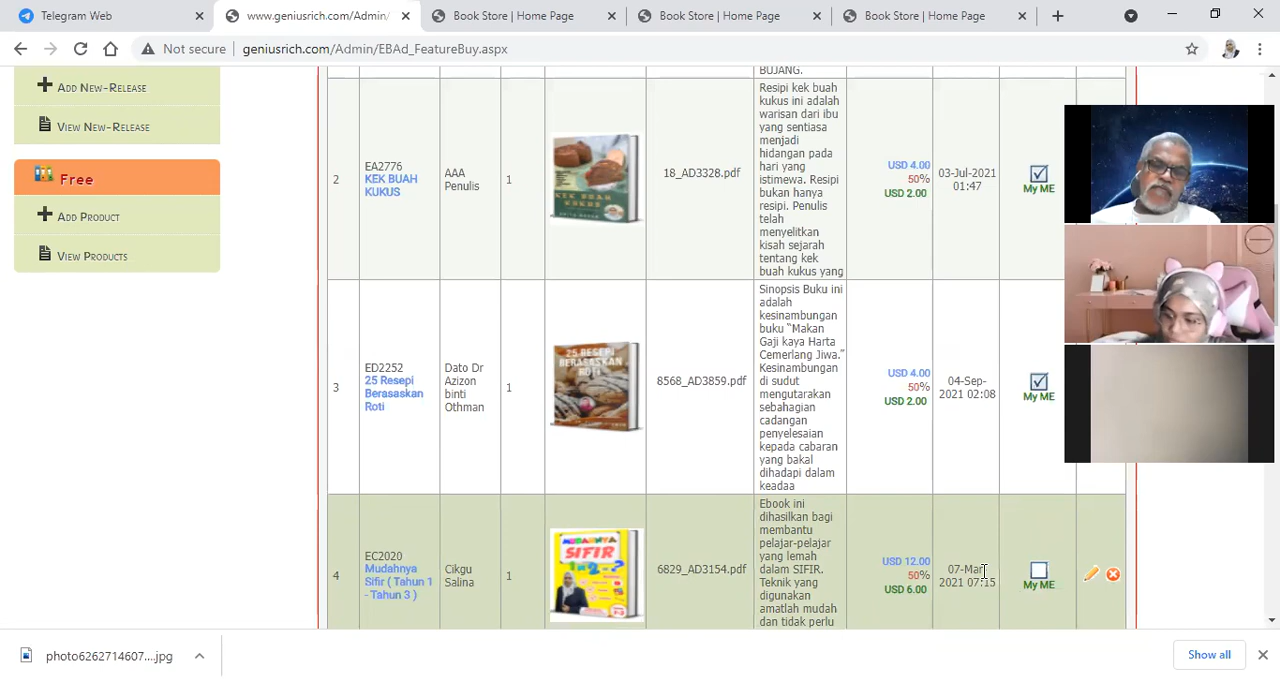 Telegram Web
www.geniusrich.com/Admin/
Book Store | Home Page
Book Store | Home Page
Book Store | Home Page
Not secure
geniusrich.com/Admin/EBAd_FeatureBuy.aspx
Add New-Release
View New-Release
Free
Add Product
View Products
BUJANG.
2
EA2776
KEK BUAH
KUKUS
AAA
Penulis
1
KEK BUAH
KUKUS
18_AD3328.pdf
Resipi kek buah
kukus ini adalah
warisan dari ibu
yang sentiasa
menjadi
hidangan pada
hari yang
istimewa. Resipi
bukan hanya
resipi. Penulis
telah
menyelitkan
kisah sejarah
tentang kek
buah kukus yang
USD 4.00
50%
USD 2.00
03-Jul-2021
01:47
My ME
3
ED2252
25 Resepi
Berasaskan
Roti
Dato Dr
Azizon
binti
Othman
1
25 RESEPI
BERASASKAN
ROTI
8568_AD3859.pdf
Sinopsis Buku ini
adalah
kesinambungan
buku “Makan
Gaji kaya Harta
Cemerlang Jiwa.”
Kesinambungan
di sudut
mengutarakan
sebahagian
cadangan
penyelesaian
kepada cabaran
yang bakal
dihadapi dalam
keadaa
USD 4.00
50%
USD 2.00
04-Sep-
2021 02:08
My ME
4
EC2020
Mudahnya
Sifir ( Tahun 1
- Tahun 3 )
Cikgu
Salina
1
MUDAHNYA
SIFIR
6829_AD3154.pdf
Ebook ini
dihasilkan bagi
membantu
pelajar-pelajar
yang lemah
dalam SIFIR.
Teknik yang
digunakan
amatlah mudah
dan tidak perlu
USD 12.00
50%
USD 6.00
07-Mar-
2021 07:15
My ME
photo6262714607....jpg
Show all